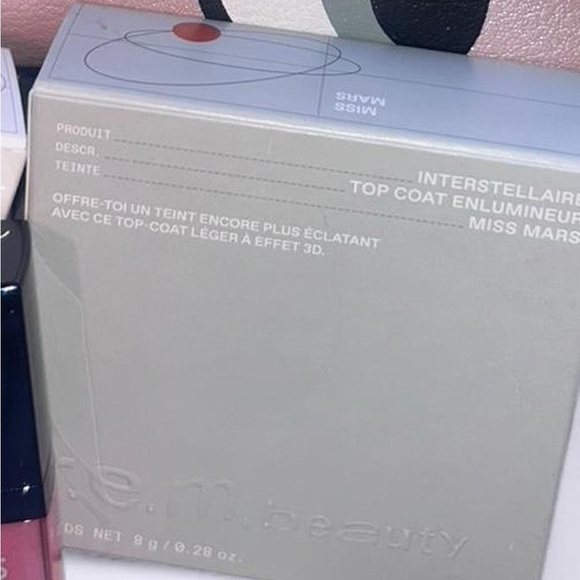 MISS
MARS
PRODUIT INTERSTELLAIRE
DESCR. TOP COAT ENLUMINEUR
TEINTE MISS MARS
OFFRE-TOI UN TEINT ENCORE PLUS ÉCLATANT
AVEC CE TOP-COAT LÉGER À EFFET 3D.
e.m.beauty
DS NET 8 g / 0.28 oz.